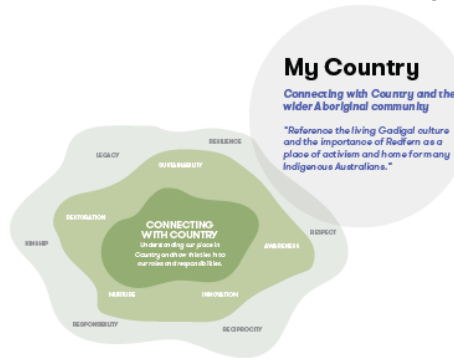 My Country
Connecting with Country and the
wider Aboriginal community
"Reference the living Gadigal culture
and the importance of Redfern as a
place of activism and home for many
Indigenous Australians."
RESILIENCE
LEGACY
SUSTAINABILITY
RESTORATION
CONNECTING
WITH COUNTRY
Understanding our place in
Country and how this ties in to
our roles and responsibilities.
RESPECT
KINSHIP
AWARENESS
NURTURE
INNOVATION
RESPONSIBILITY
RECIPROCITY